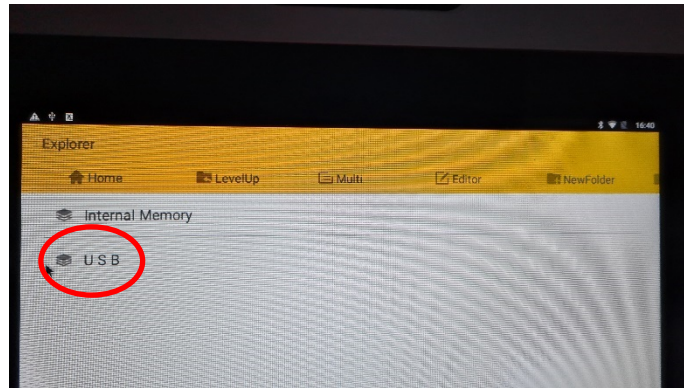 16:40
Explorer
Home LevelUp Multi Editor NewFolder
Internal Memory
U S B